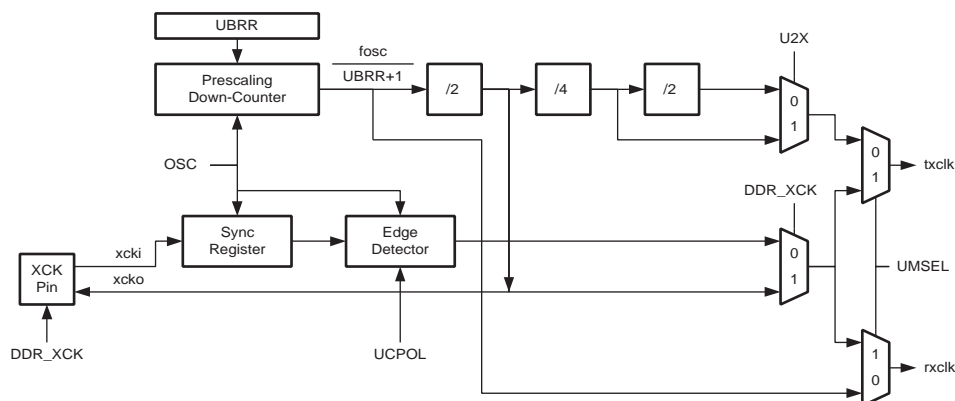 UBRR
Prescaling
Down-Counter
fosc
UBRR+1
/2
/4
/2
U2X
0
1
OSC
0
1
txclk
DDR_XCK
Sync
Register
Edge
Detector
0
1
UMSEL
xcki
xcko
XCK
Pin
DDR_XCK
UCPOL
1
0
rxclk